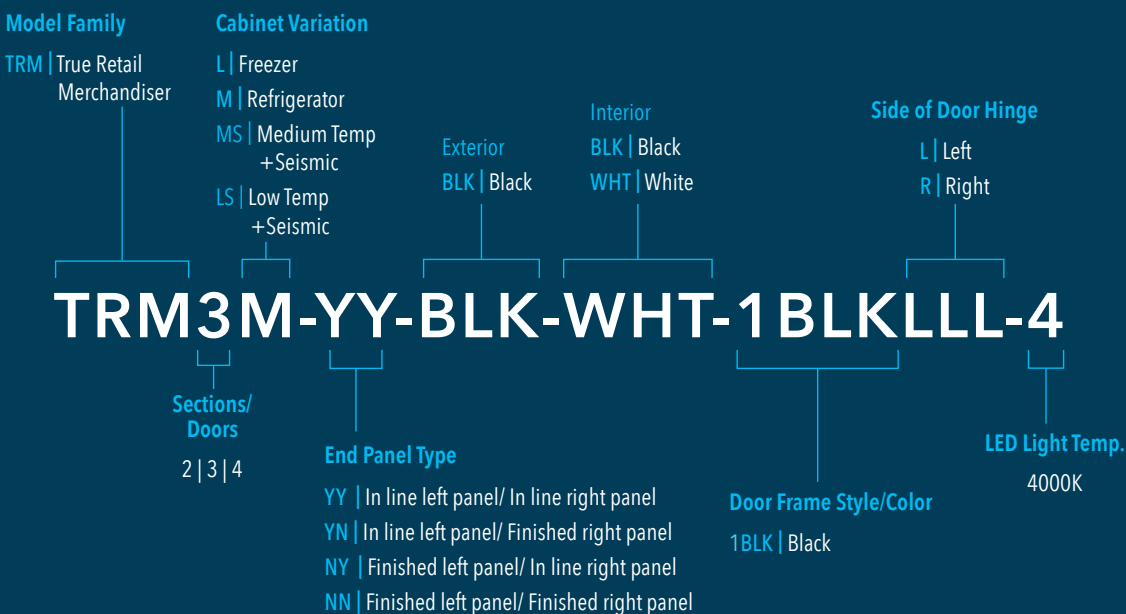 Model Family
TRM | True Retail
Merchandiser
Cabinet Variation
L | Freezer
M | Refrigerator
MS | Medium Temp
+Seismic
LS | Low Temp
+Seismic
Exterior
BLK | Black
Interior
BLK | Black
WHT | White
Side of Door Hinge
L | Left
R | Right
TRM3M-YY-BLK-WHT-1BLKLLL-4
Sections/
Doors
2 | 3 | 4
End Panel Type
YY | In line left panel/ In line right panel
YN | In line left panel/ Finished right panel
NY | Finished left panel/ In line right panel
NN | Finished left panel/ Finished right panel
Door Frame Style/Color
1BLK | Black
LED Light Temp.
4000K